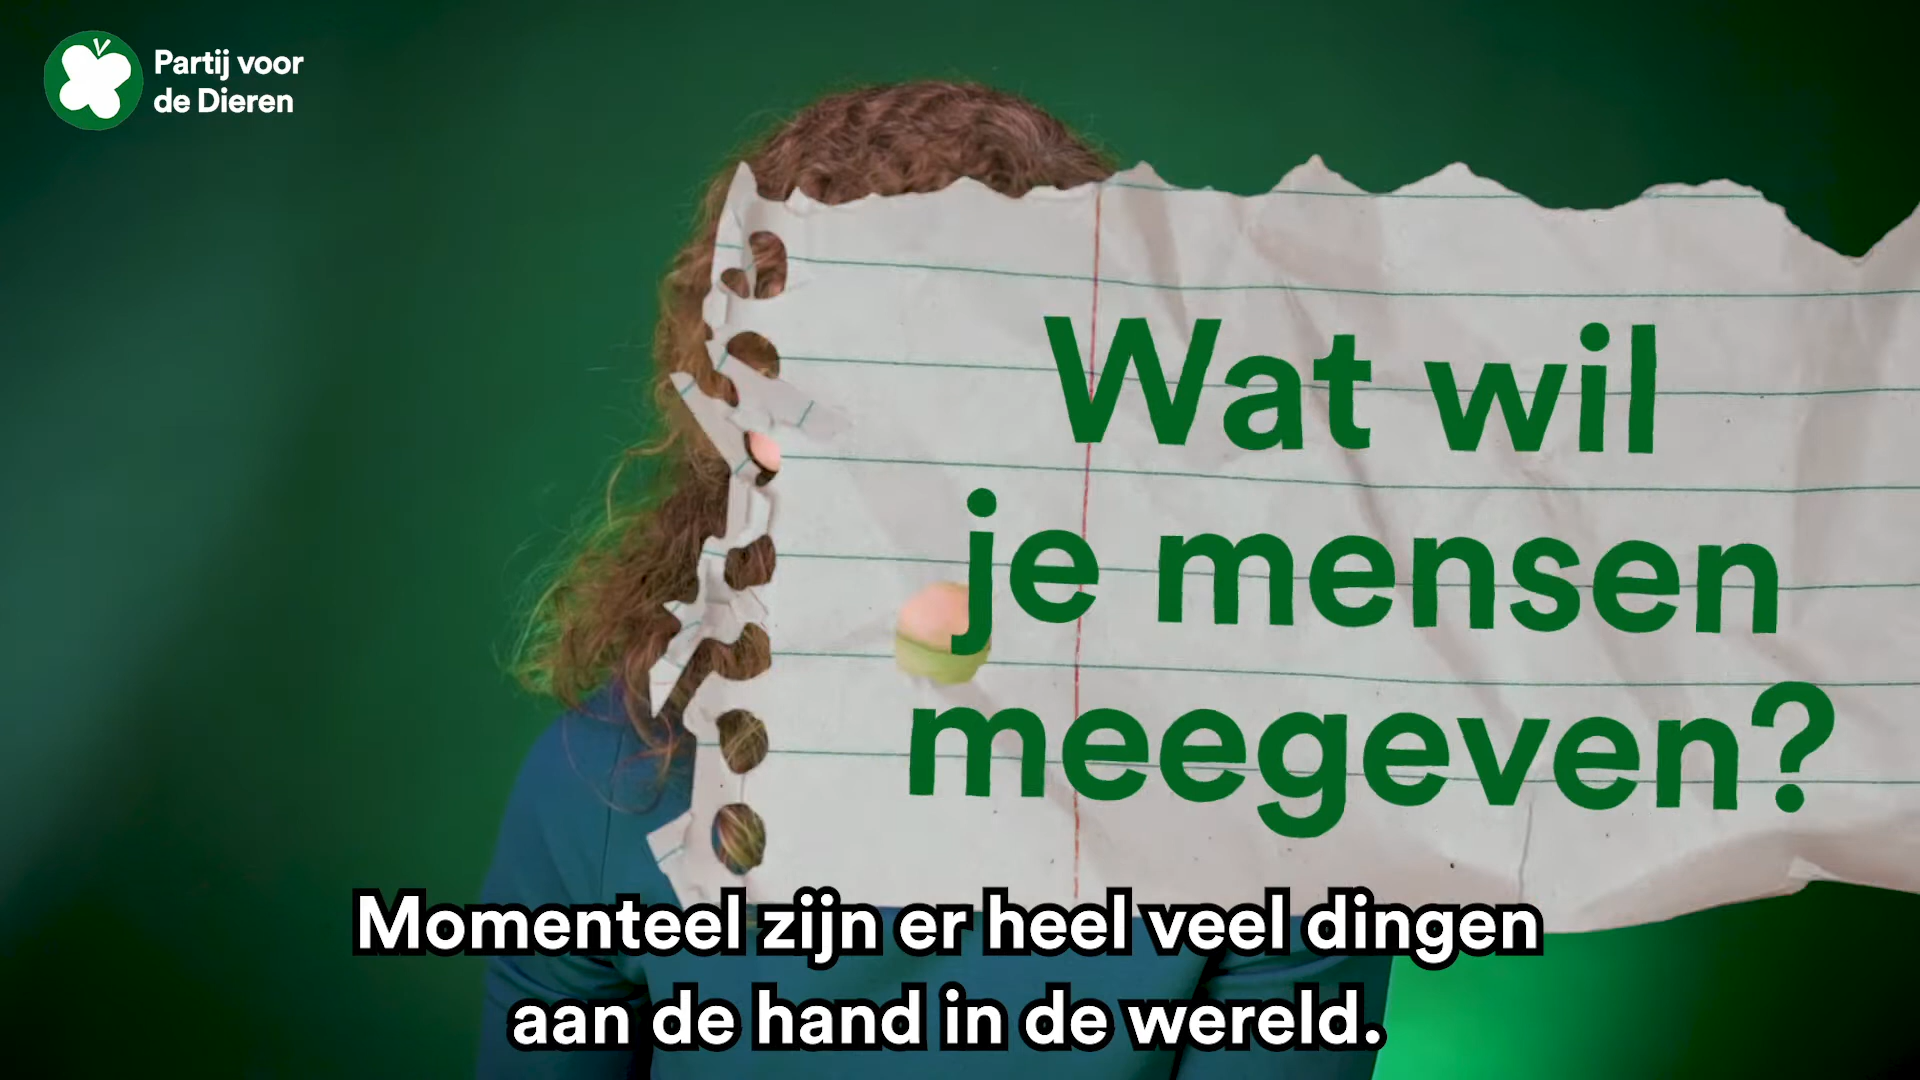 Partij voor
de Dieren
Wat wil
je mensen
meegeven?
Momenteel zijn er heel veel dingen
aan de hand in de wereld.